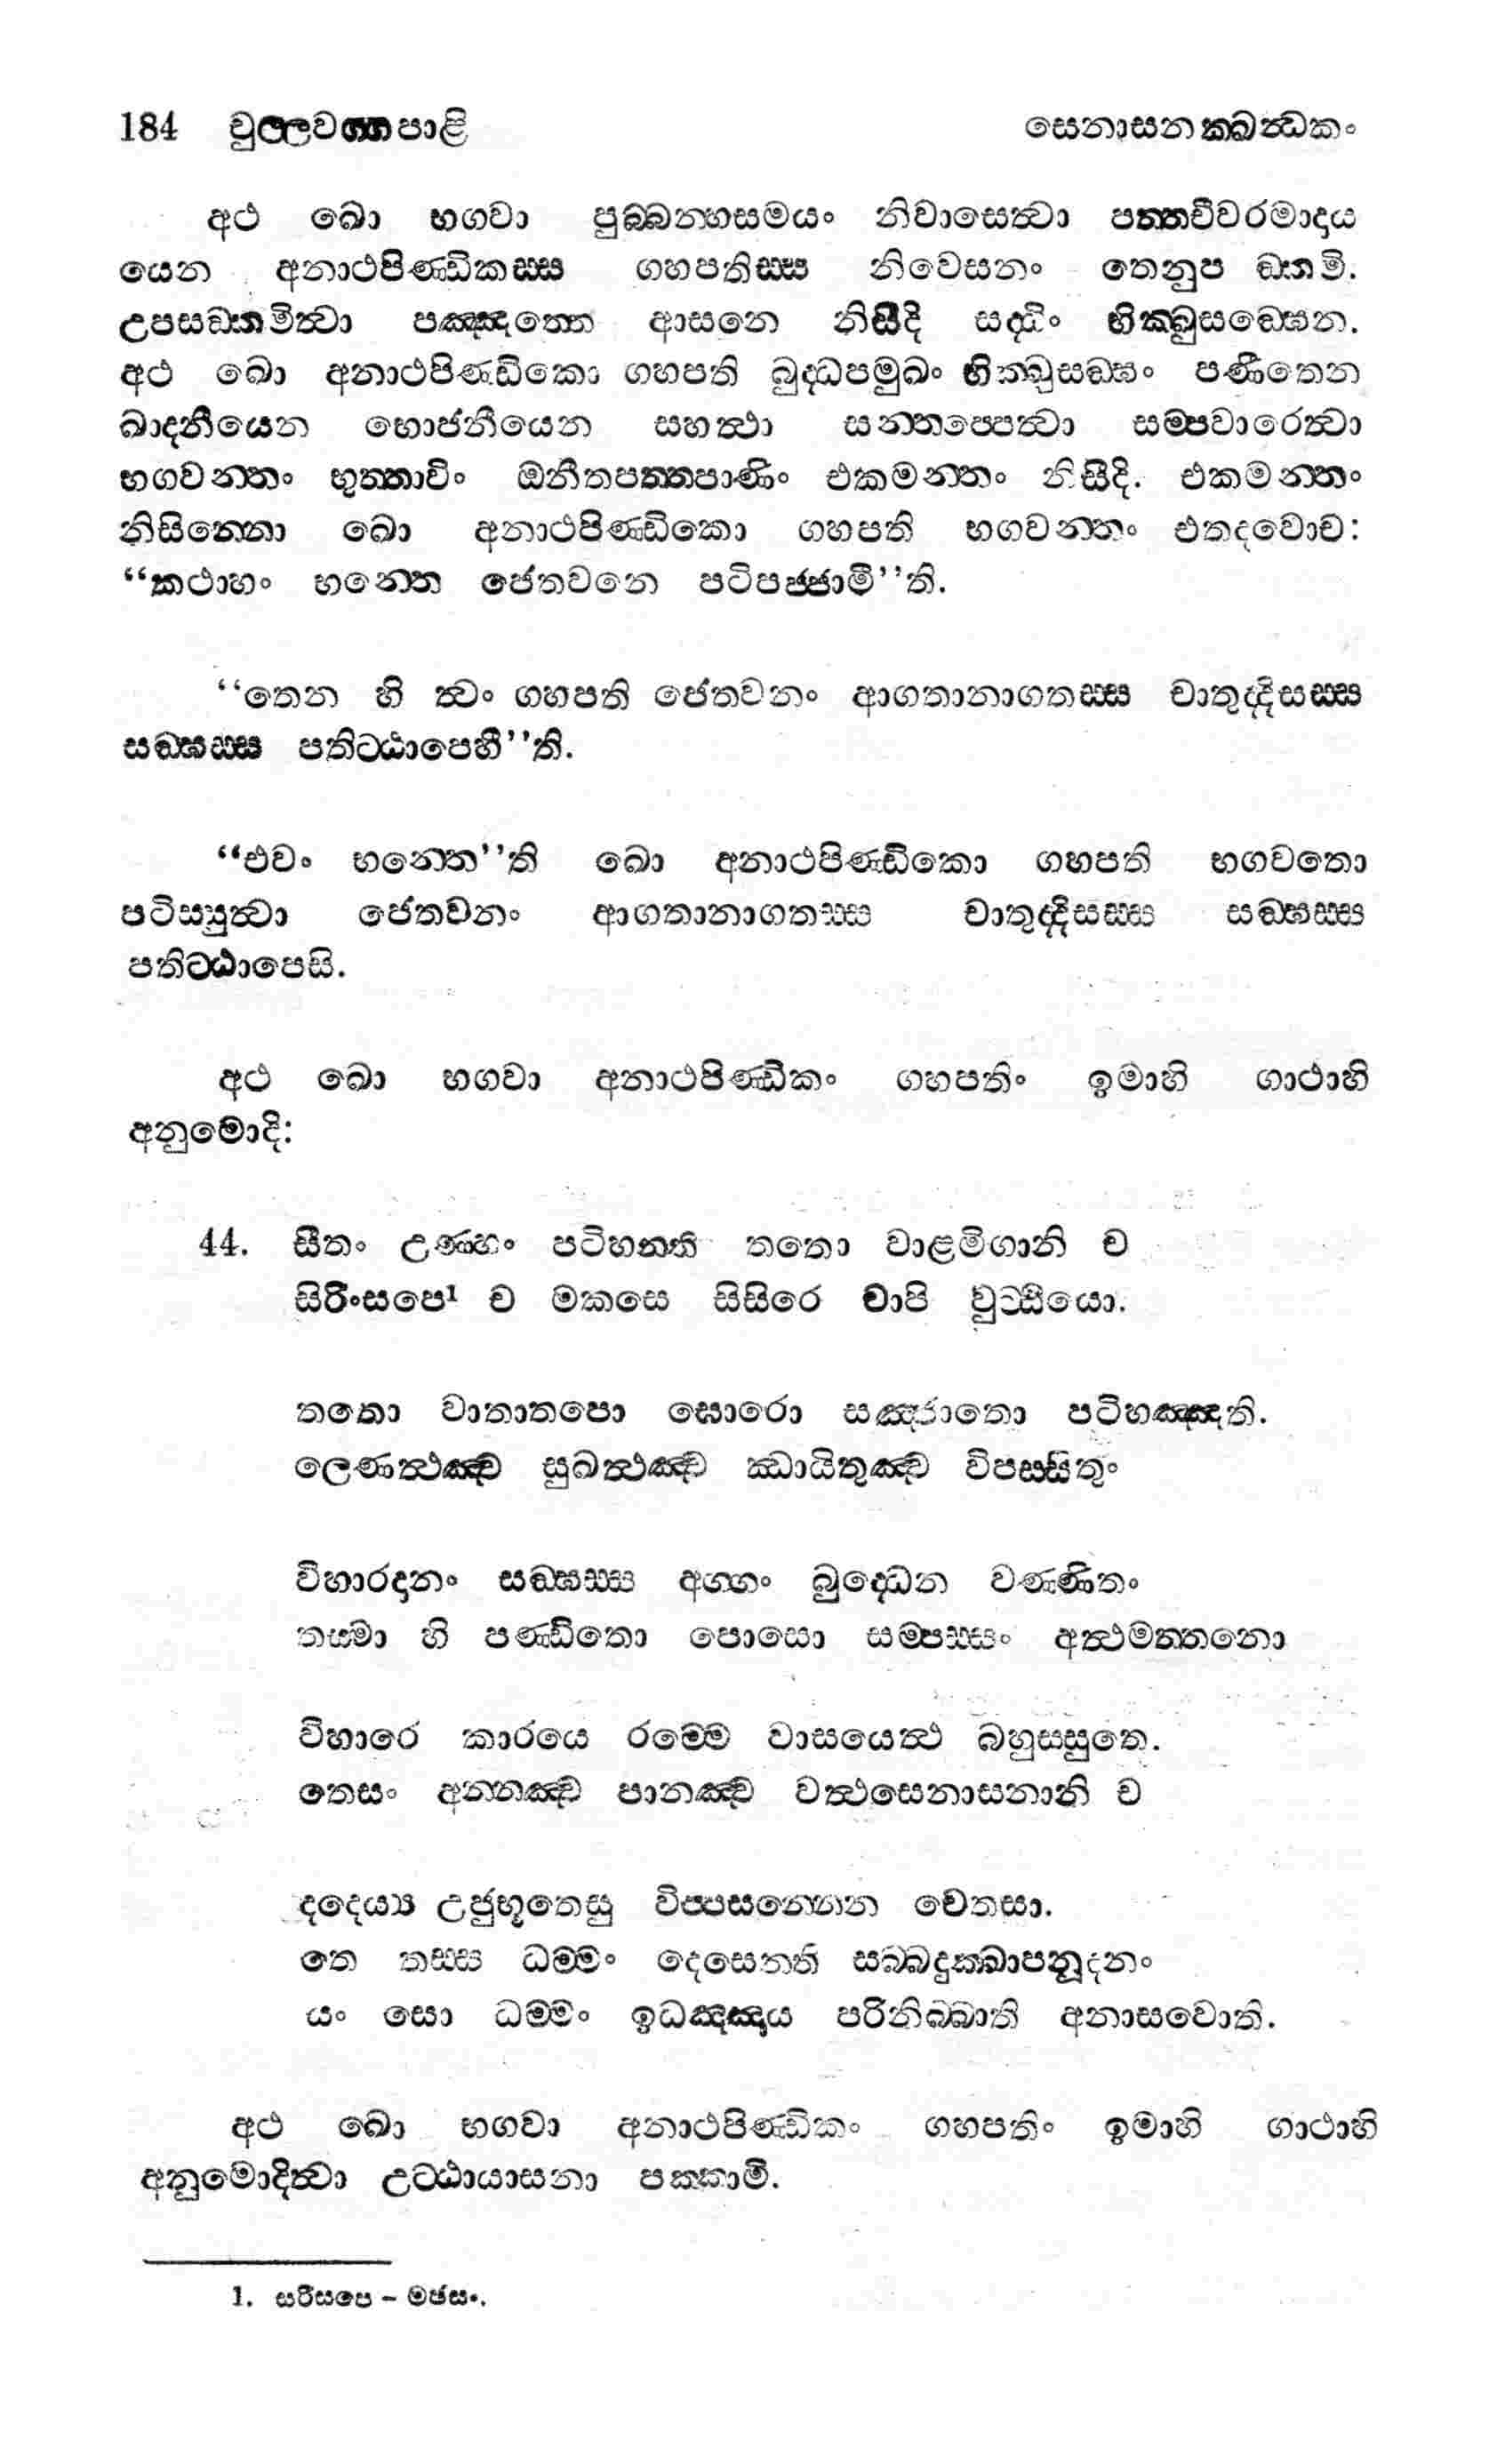 184 චුල්ලවග්ගපාළි සෙනාසනක්ඛන්ධකං
අථ ඛො භගවා පුබ්බන්හසමයං නිවාසෙත්වා පත්තචීවරමාදාය
යෙන අනාථපිණ්ඩිකස්ස ගහපතිස්ස නිවෙසනං තෙනුප ඞ්කමි.
උපසඞ්කමිත්වා පඤ්ඤත්තෙ ආසනෙ නිසීදි සද්ධිං භික්ඛුසඞ්ඝෙන.
අථ ඛො අනාථපිණ්ඩිකො ගහපති බුද්ධපමුඛං භික්ඛුසඞ්ඝං පණීතෙන
ඛාදනීයෙන භොජනීයෙන සහත්ථා සන්තප්පෙත්වා සම්පවාරෙත්වා
භගවන්තං භුත්තාවිං ඔනීතපත්තපාණිං එකමන්තං නිසීදි. එකමන්තං
නිසින්නො ඛො අනාථපිණ්ඩිකො ගහපති භගවන්තං එතදවොච:
“කථාහං භන්තෙ ජෙතවනෙ පටිපජ්ජාමී”ති.
“තෙන හි ත්වං ගහපති ජෙතවනං ආගතානාගතස්ස චාතුද්දිසස්ස
සඞ්ඝස්ස පතිට්ඨාපෙහී”ති.
“එවං භන්තෙ”ති ඛො අනාථපිණ්ඩිකො ගහපති භගවතො
පටිස්සුත්වා ජෙතවනං ආගතානාගතස්ස චාතුද්දිසස්ස සඞ්ඝස්ස
පතිට්ඨාපෙසි.
අථ ඛො භගවා අනාථපිණ්ඩිකං ගහපතිං ඉමාහි ගාථාහි
අනුමොදි:
44. සීතං උණ්හං පටිහන්ති තතො වාළමිගානි ච
සිරිංසපෙ¹ ච මකසෙ සිසිරෙ චාපි වුට්ඨියො.
තතො වාතාතපො ඝොරො සඤ්ජාතො පටිහඤ්ඤති.
ලෙණත්ථඤ්ච සුඛත්ථඤ්ච ඣායිතුඤ්ච විපස්සිතුං
විහාරදානං සඞ්ඝස්ස අග්ගං බුද්ධෙන වණ්ණිතං
තස්මා හි පණ්ඩිතො පොසො සම්පස්සං අත්ථමත්තනො
විහාරෙ කාරයෙ රම්මෙ වාසයෙත්ථ බහුස්සුතෙ.
තෙසං අන්නඤ්ච පානඤ්ච වත්ථසෙනාසනානි ච
දදෙය්‍ය උජුභූතෙසු විප්පසන්නෙන චෙතසා.
තෙ තස්ස ධම්මං දෙසෙන්ති සබ්බදුක්ඛාපනූදනං
යං සො ධම්මං ඉධඤ්ඤාය පරිනිබ්බාති අනාසවොති.
අථ ඛො භගවා අනාථපිණ්ඩිකං ගහපතිං ඉමාහි ගාථාහි
අනුමොදිත්වා උට්ඨායාසනා පක්කාමි.
1. සරීසපෙ – මඡසං.